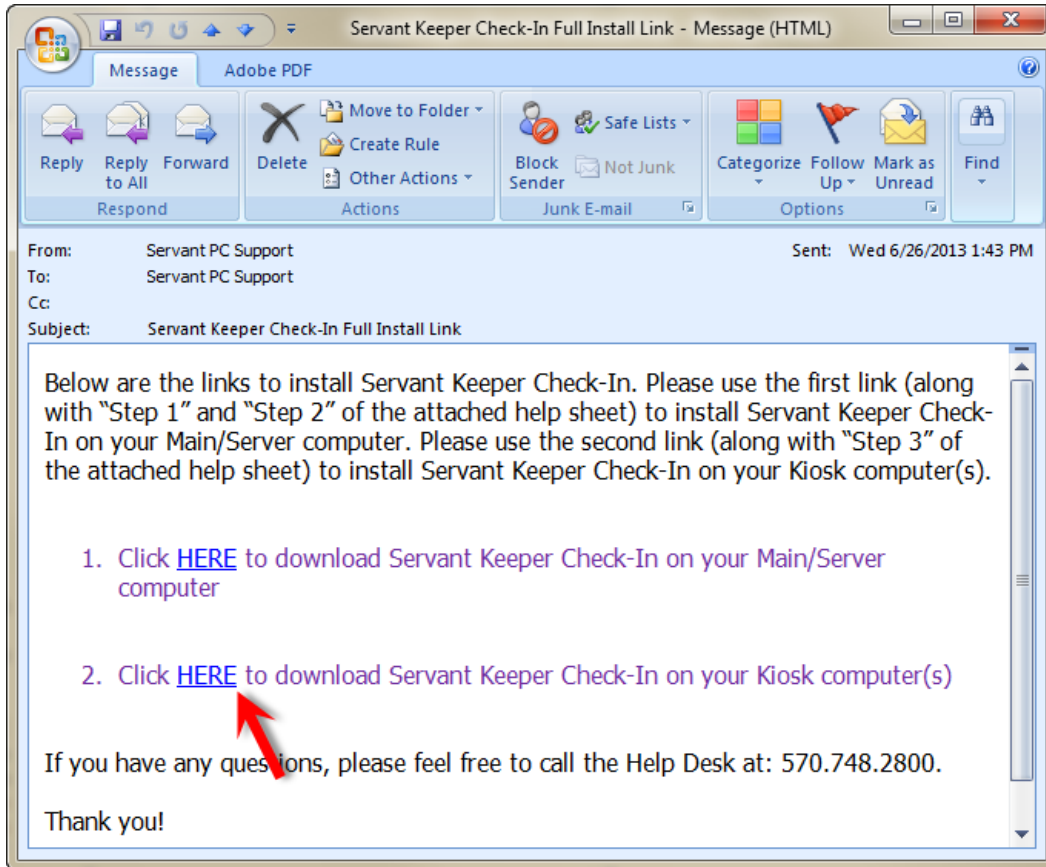 Servant Keeper Check-In Full Install Link - Message (HTML)
Message Adobe PDF
Reply
Reply to All
Forward
Respond
Delete
Move to Folder
Create Rule
Other Actions
Actions
Block Sender
Safe Lists
Not Junk
Junk E-mail
Categorize
Follow Up
Mark as Unread
Options
Find
From: Servant PC Support Sent: Wed 6/26/2013 1:43 PM
To: Servant PC Support
Cc:
Subject: Servant Keeper Check-In Full Install Link
Below are the links to install Servant Keeper Check-In. Please use the first link (along
with “Step 1” and “Step 2” of the attached help sheet) to install Servant Keeper Check-
In on your Main/Server computer. Please use the second link (along with “Step 3” of
the attached help sheet) to install Servant Keeper Check-In on your Kiosk computer(s).
1. Click HERE to download Servant Keeper Check-In on your Main/Server
computer
2. Click HERE to download Servant Keeper Check-In on your Kiosk computer(s)
If you have any questions, please feel free to call the Help Desk at: 570.748.2800.
Thank you!